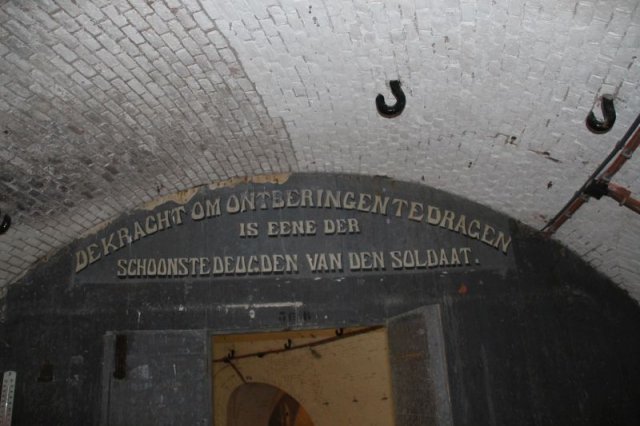 DE KRACHT OM ONTBERINGEN TE DRAGEN
IS EENE DER
SCHOONSTE DEUGDEN VAN DEN SOLDAAT.